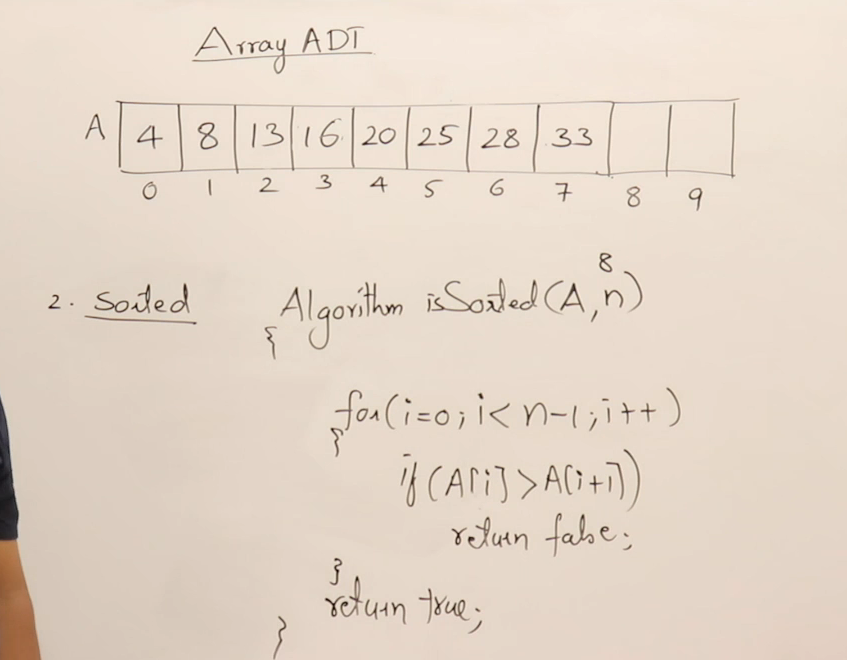 Array ADT
A 4 8 13 16 20 25 28 33
0 1 2 3 4 5 6 7 8 9
8
2. Sorted Algorithm isSorted(A,n)
{
for(i=0;i<n-1;i++)
{
if(A[i]>A[i+1])
return false;
}
return true;
}